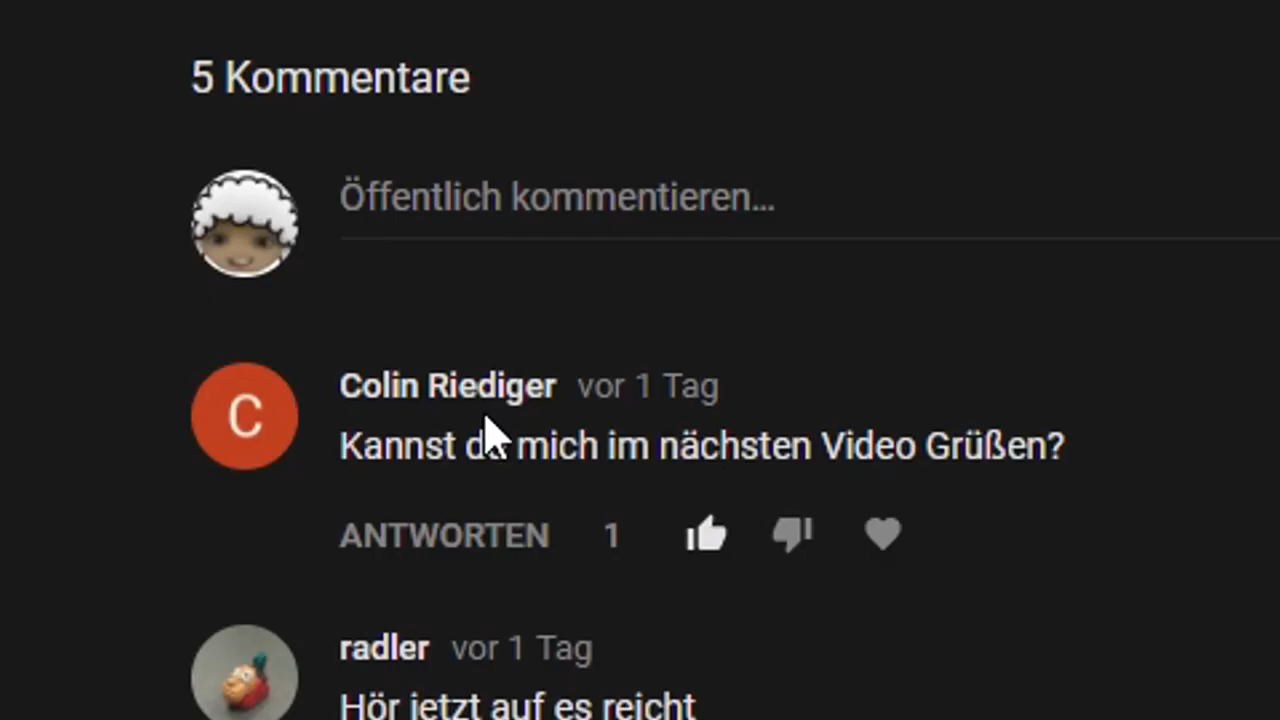 5 Kommentare
Öffentlich kommentieren...
C
Colin Riediger vor 1 Tag
Kannst du mich im nächsten Video Grüßen?
ANTWORTEN 1
radler vor 1 Tag
Hör jetzt auf es reicht